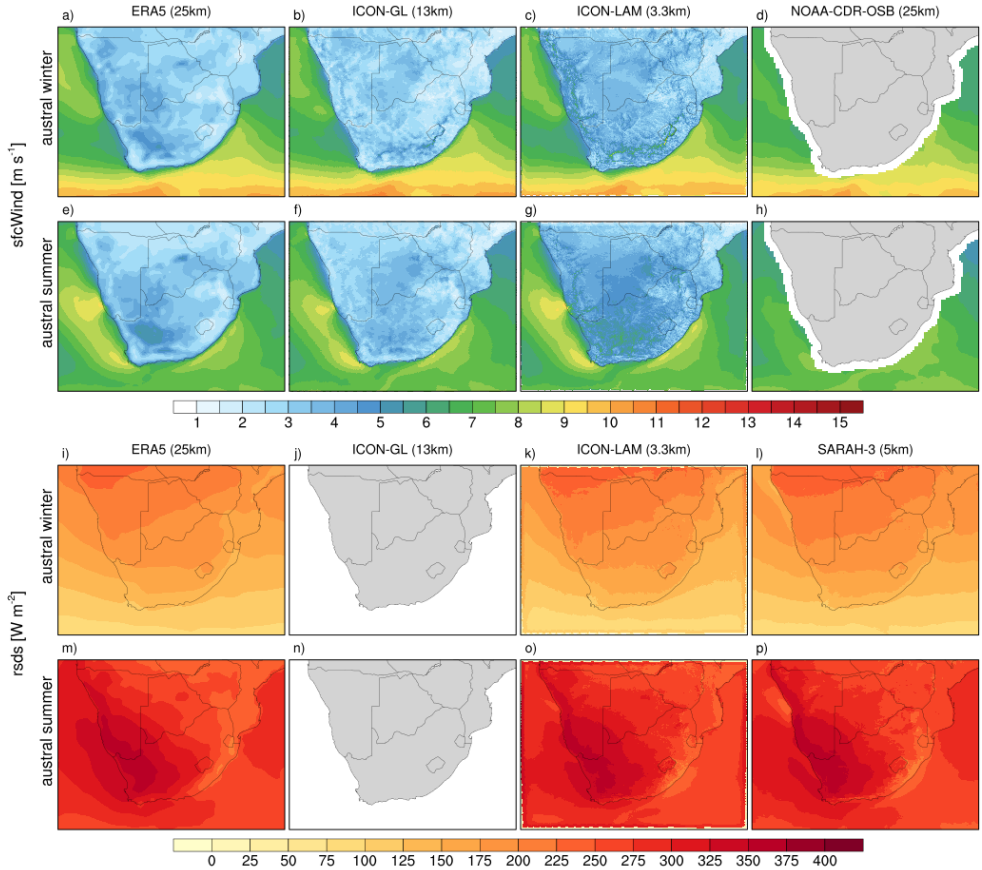 a) ERA5 (25km) b) ICON-GL (13km) c) ICON-LAM (3.3km) d) NOAA-CDR-OSB (25km)
austral winter
sfcWind [m s⁻¹]
e) f) g) h)
austral summer
1 2 3 4 5 6 7 8 9 10 11 12 13 14 15
i) ERA5 (25km) j) ICON-GL (13km) k) ICON-LAM (3.3km) l) SARAH-3 (5km)
austral winter
rsds [W m⁻²]
m) n) o) p)
austral summer
0 25 50 75 100 125 150 175 200 225 250 275 300 325 350 375 400